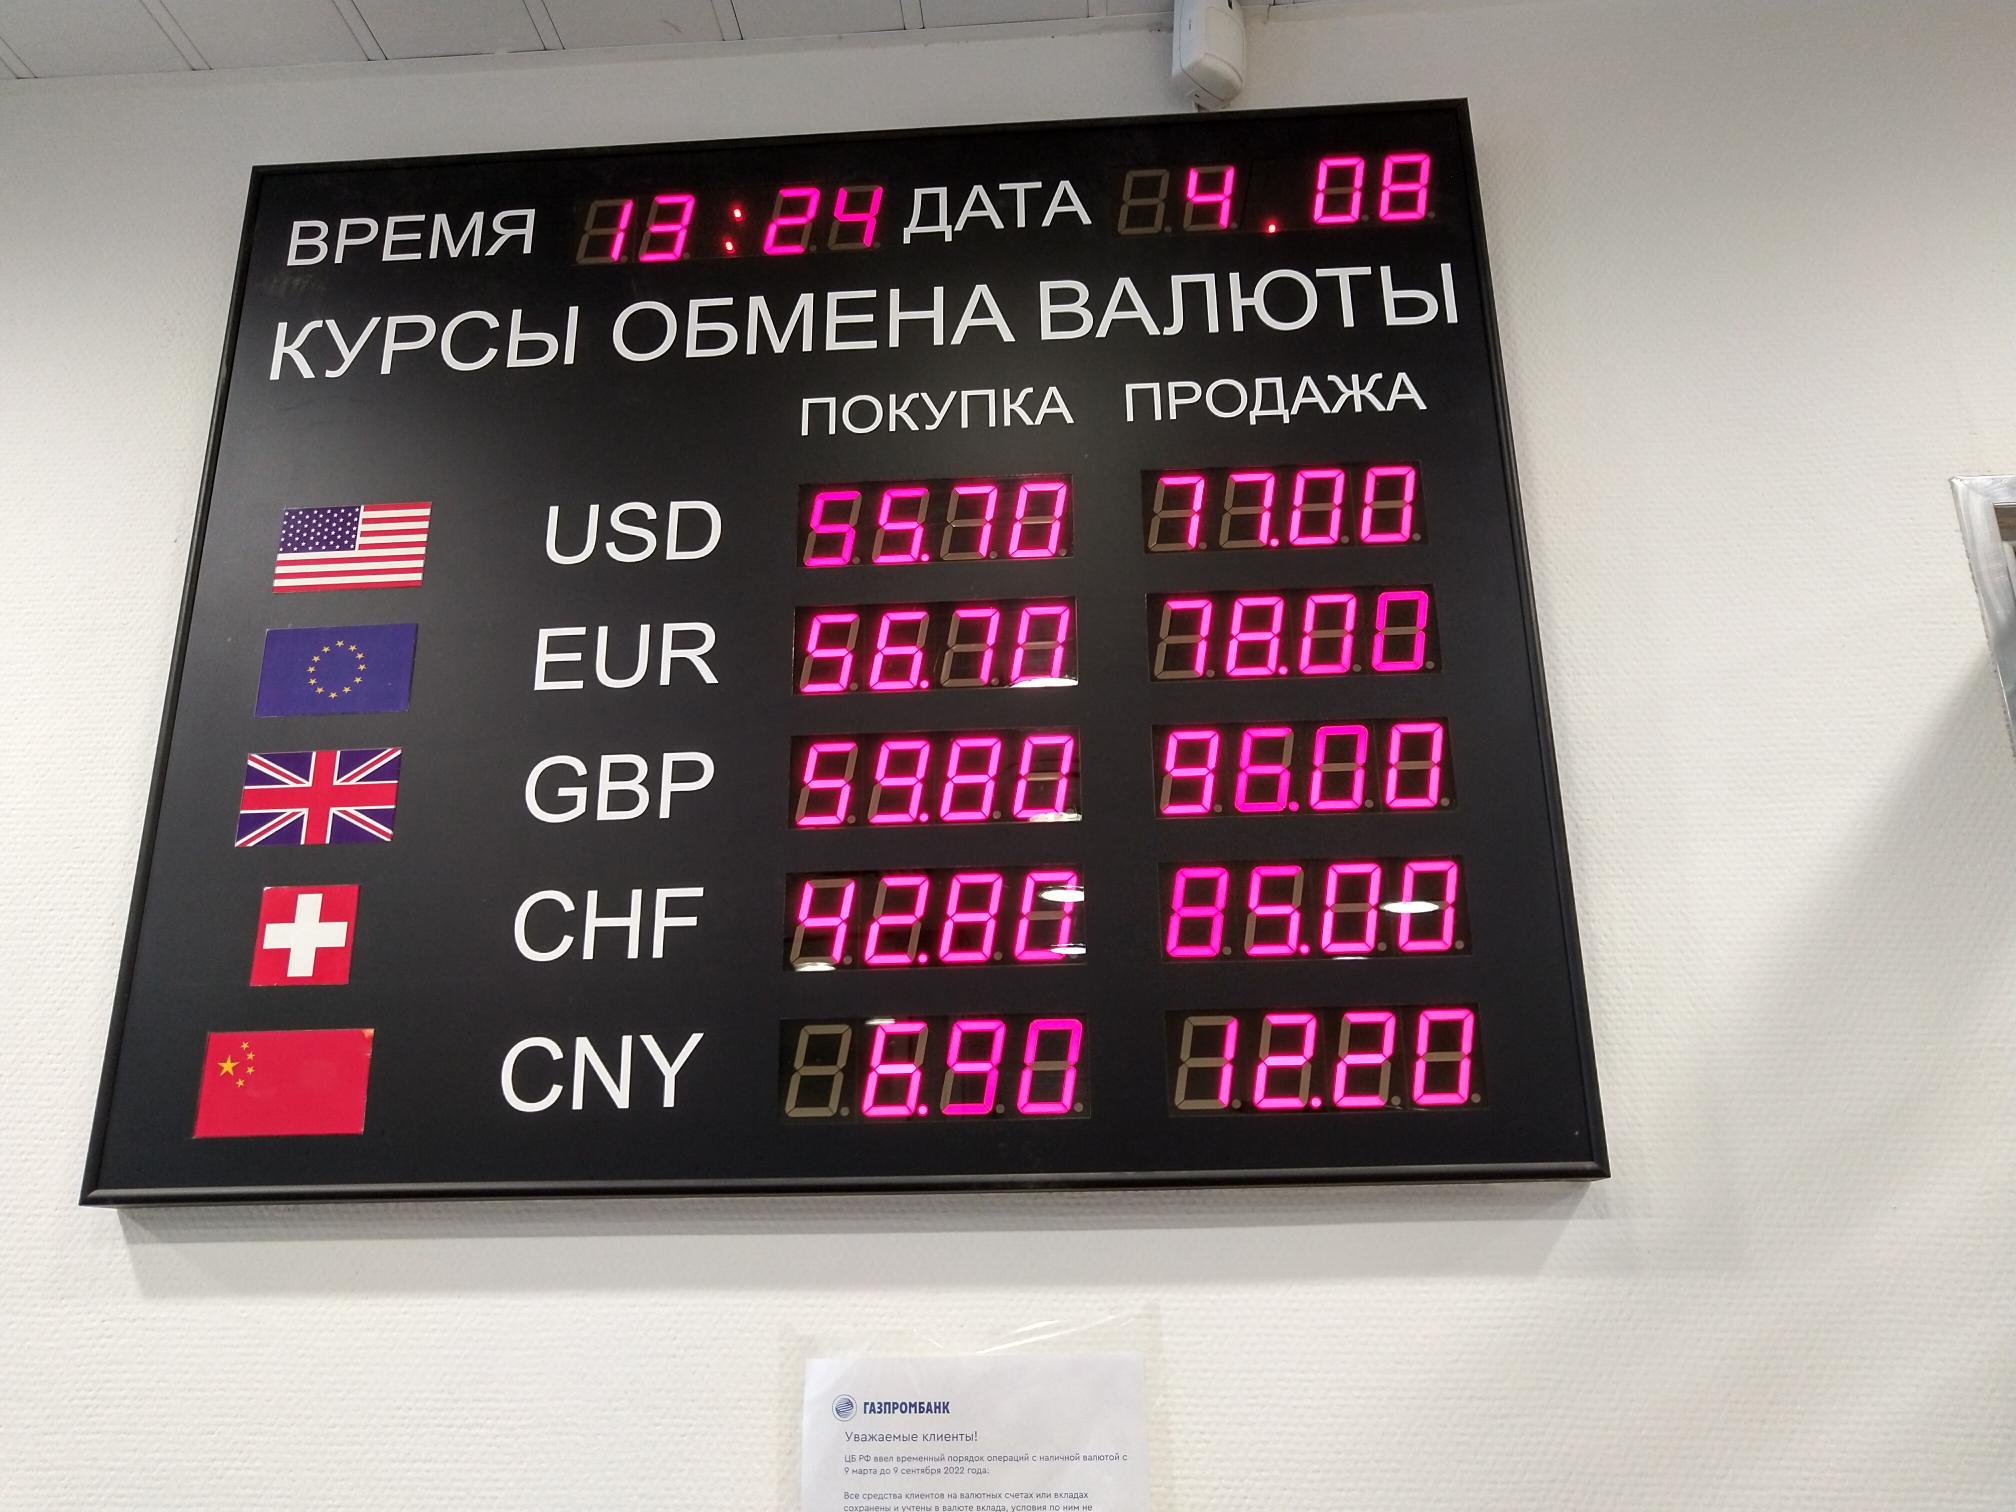 ВРЕМЯ 13:24 ДАТА 4.08
КУРСЫ ОБМЕНА ВАЛЮТЫ
ПОКУПКА ПРОДАЖА
USD 55.70 77.00
EUR 56.70 78.00
GBP 59.80 96.00
CHF 42.80 85.00
CNY 6.90 12.20
ГАЗПРОМБАНК
Уважаемые клиенты!
ЦБ РФ ввел временный порядок операций с наличной валютой с
9 марта до 9 сентября 2022 года:
Все средства клиентов на валютных счетах или вкладах
сохранены и учтены в валюте вклада, условия по ним не